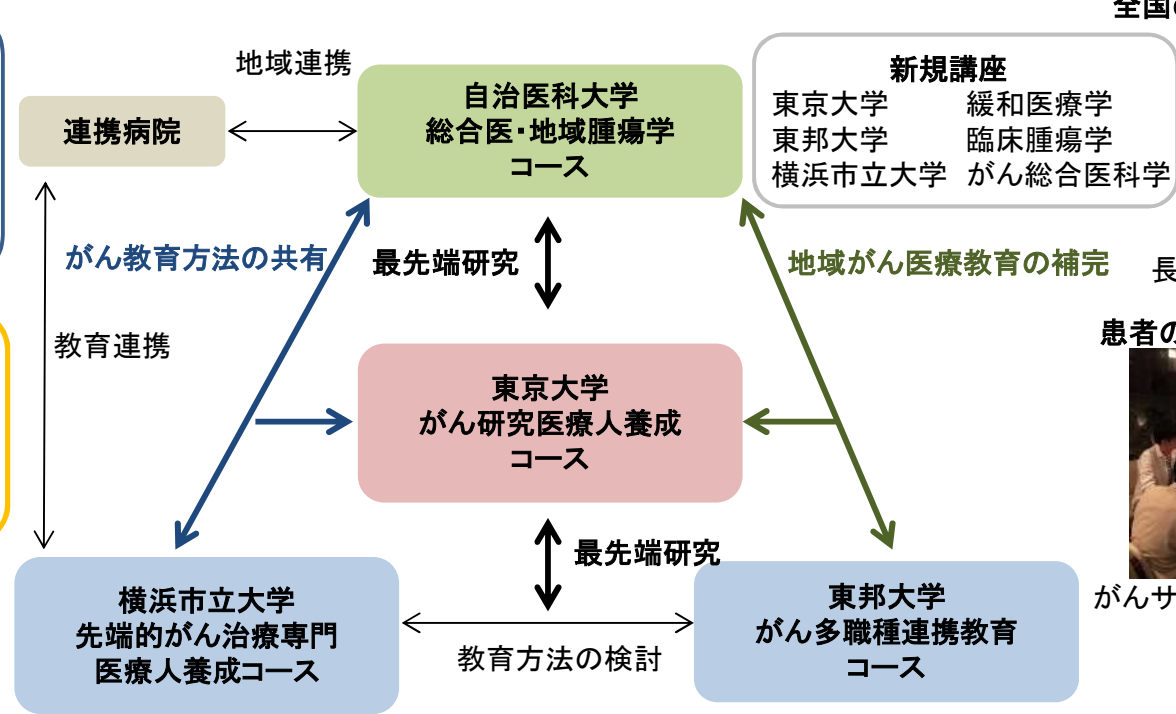 全国
地域連携
連携病院
自治医科大学
総合医・地域腫瘍学
コース
新規講座
東京大学 緩和医療学
東邦大学 臨床腫瘍学
横浜市立大学 がん総合医科学
がん教育方法の共有
最先端研究
地域がん医療教育の補完
長
教育連携
患者の
東京大学
がん研究医療人養成
コース
最先端研究
横浜市立大学
先端的がん治療専門
医療人養成コース
教育方法の検討
東邦大学
がん多職種連携教育
コース
がんサ